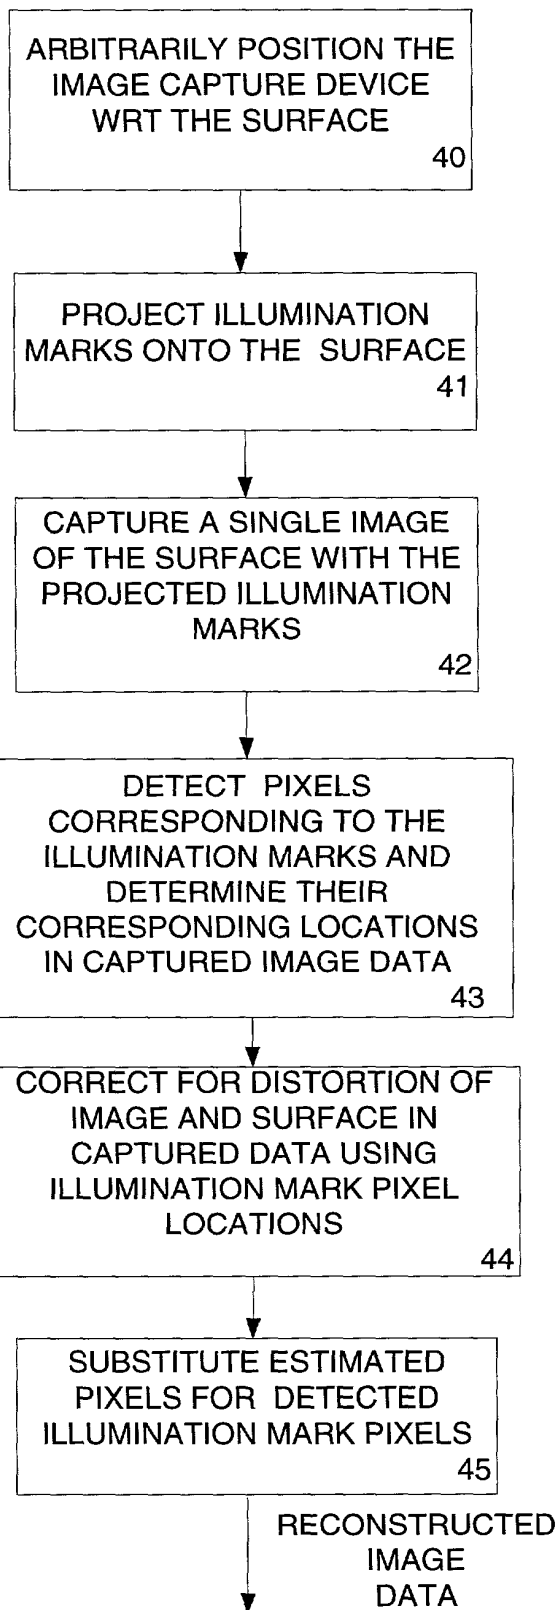 ARBITRARILY POSITION THE
IMAGE CAPTURE DEVICE
WRT THE SURFACE
40
PROJECT ILLUMINATION
MARKS ONTO THE SURFACE
41
CAPTURE A SINGLE IMAGE
OF THE SURFACE WITH THE
PROJECTED ILLUMINATION
MARKS
42
DETECT PIXELS
CORRESPONDING TO THE
ILLUMINATION MARKS AND
DETERMINE THEIR
CORRESPONDING LOCATIONS
IN CAPTURED IMAGE DATA
43
CORRECT FOR DISTORTION OF
IMAGE AND SURFACE IN
CAPTURED DATA USING
ILLUMINATION MARK PIXEL
LOCATIONS
44
SUBSTITUTE ESTIMATED
PIXELS FOR DETECTED
ILLUMINATION MARK PIXELS
45
RECONSTRUCTED
IMAGE
DATA